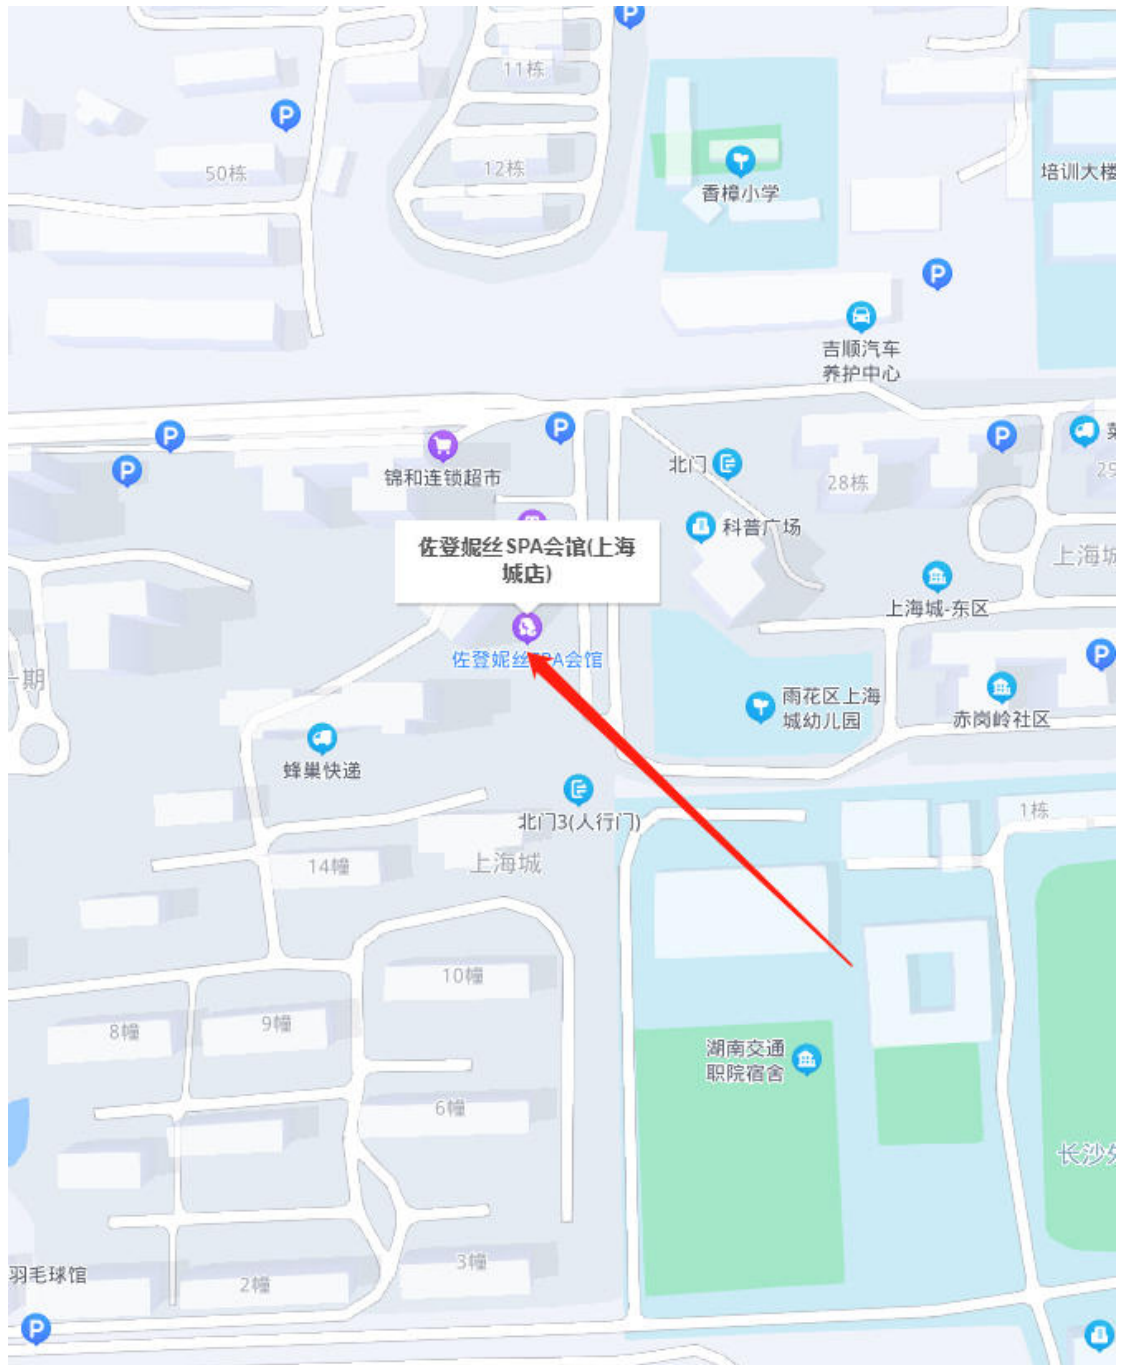 11栋
P
P
50栋
12栋
香樟小学
培训大楼
P
吉顺汽车
养护中心
P
P
P
P
锦和连锁超市
北门
28栋
29
科普广场
佐登妮丝SPA会馆(上海
城店)
上海城
上海城-东区
佐登妮丝SPA会馆
P
一期
雨花区上海
城幼儿园
赤岗岭社区
蜂巢快递
北门3(人行门)
1栋
14幢
上海城
10幢
8幢
9幢
湖南交通
职院宿舍
6幢
长沙外
羽毛球馆
2幢
3幢
P